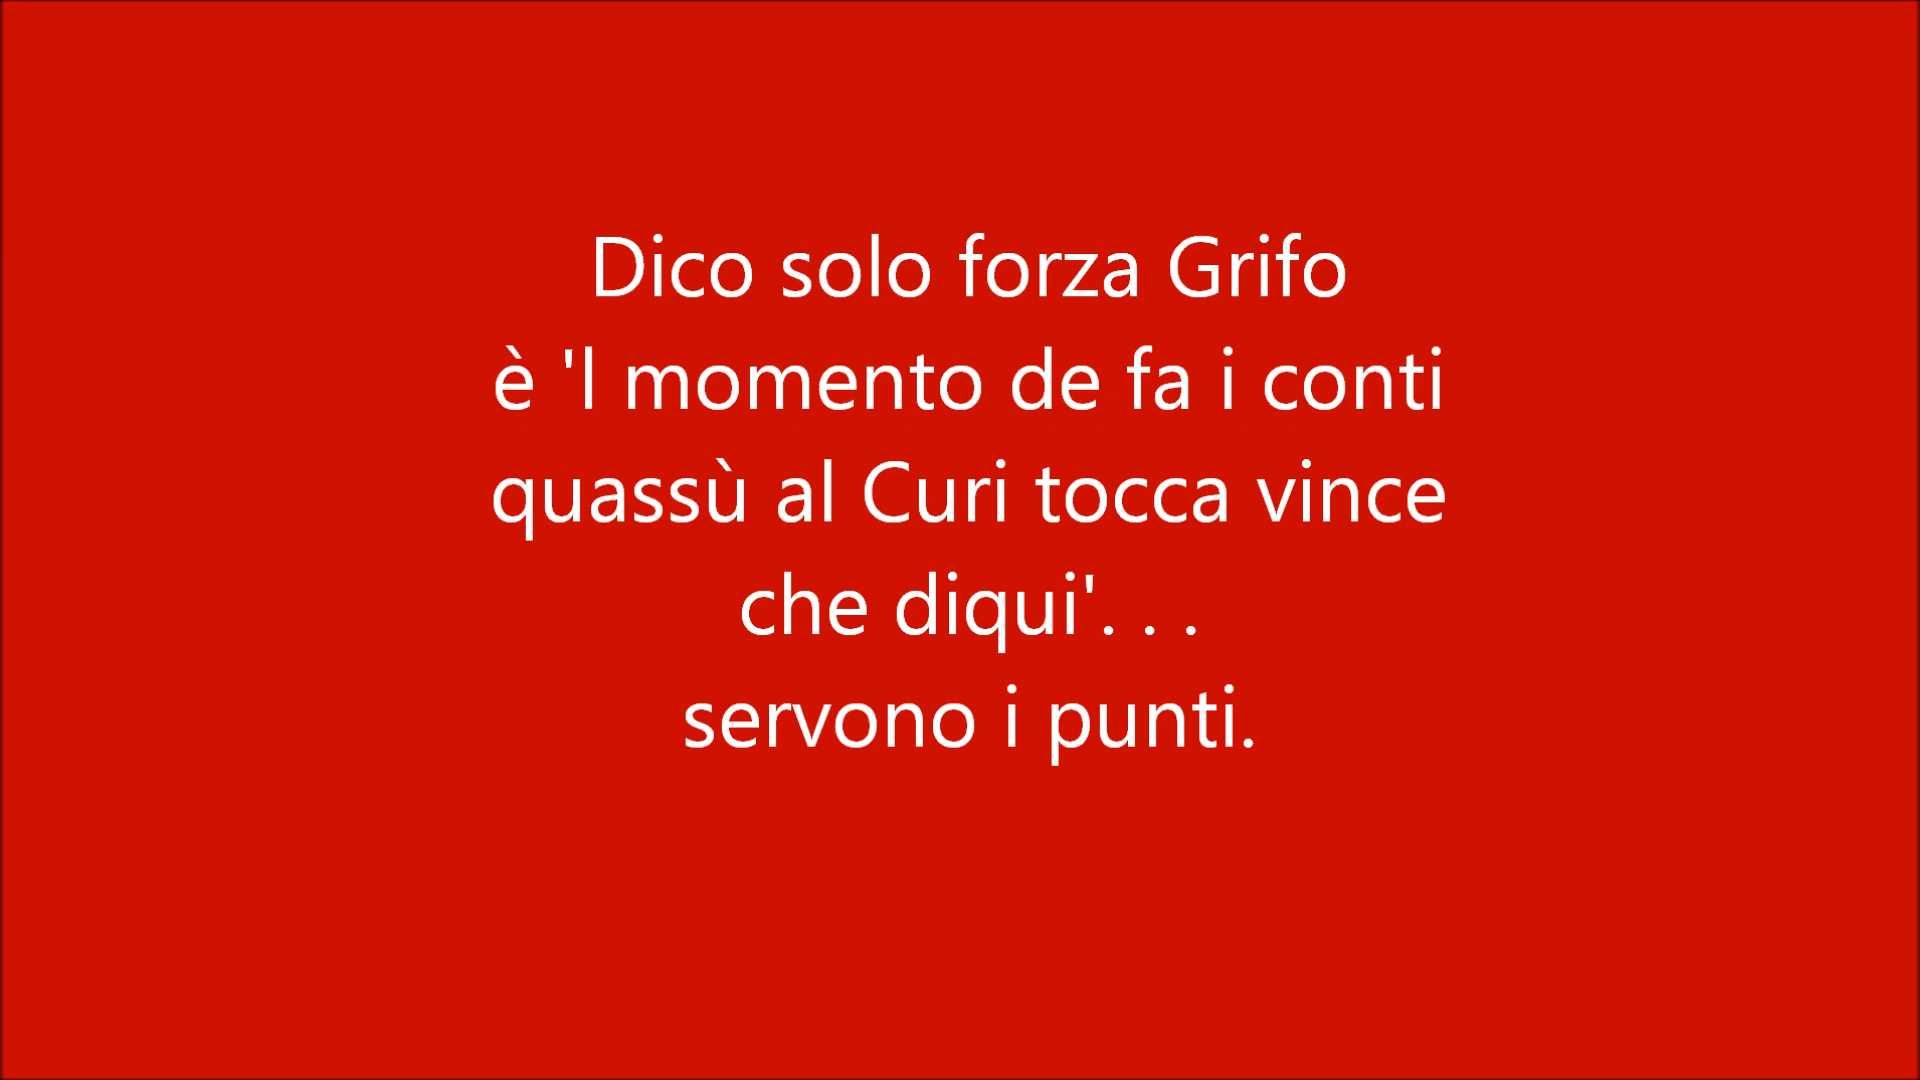 Dico solo forza Grifo
è 'l momento de fa i conti
quassù al Curi tocca vince
che diqui'. . .
servono i punti.